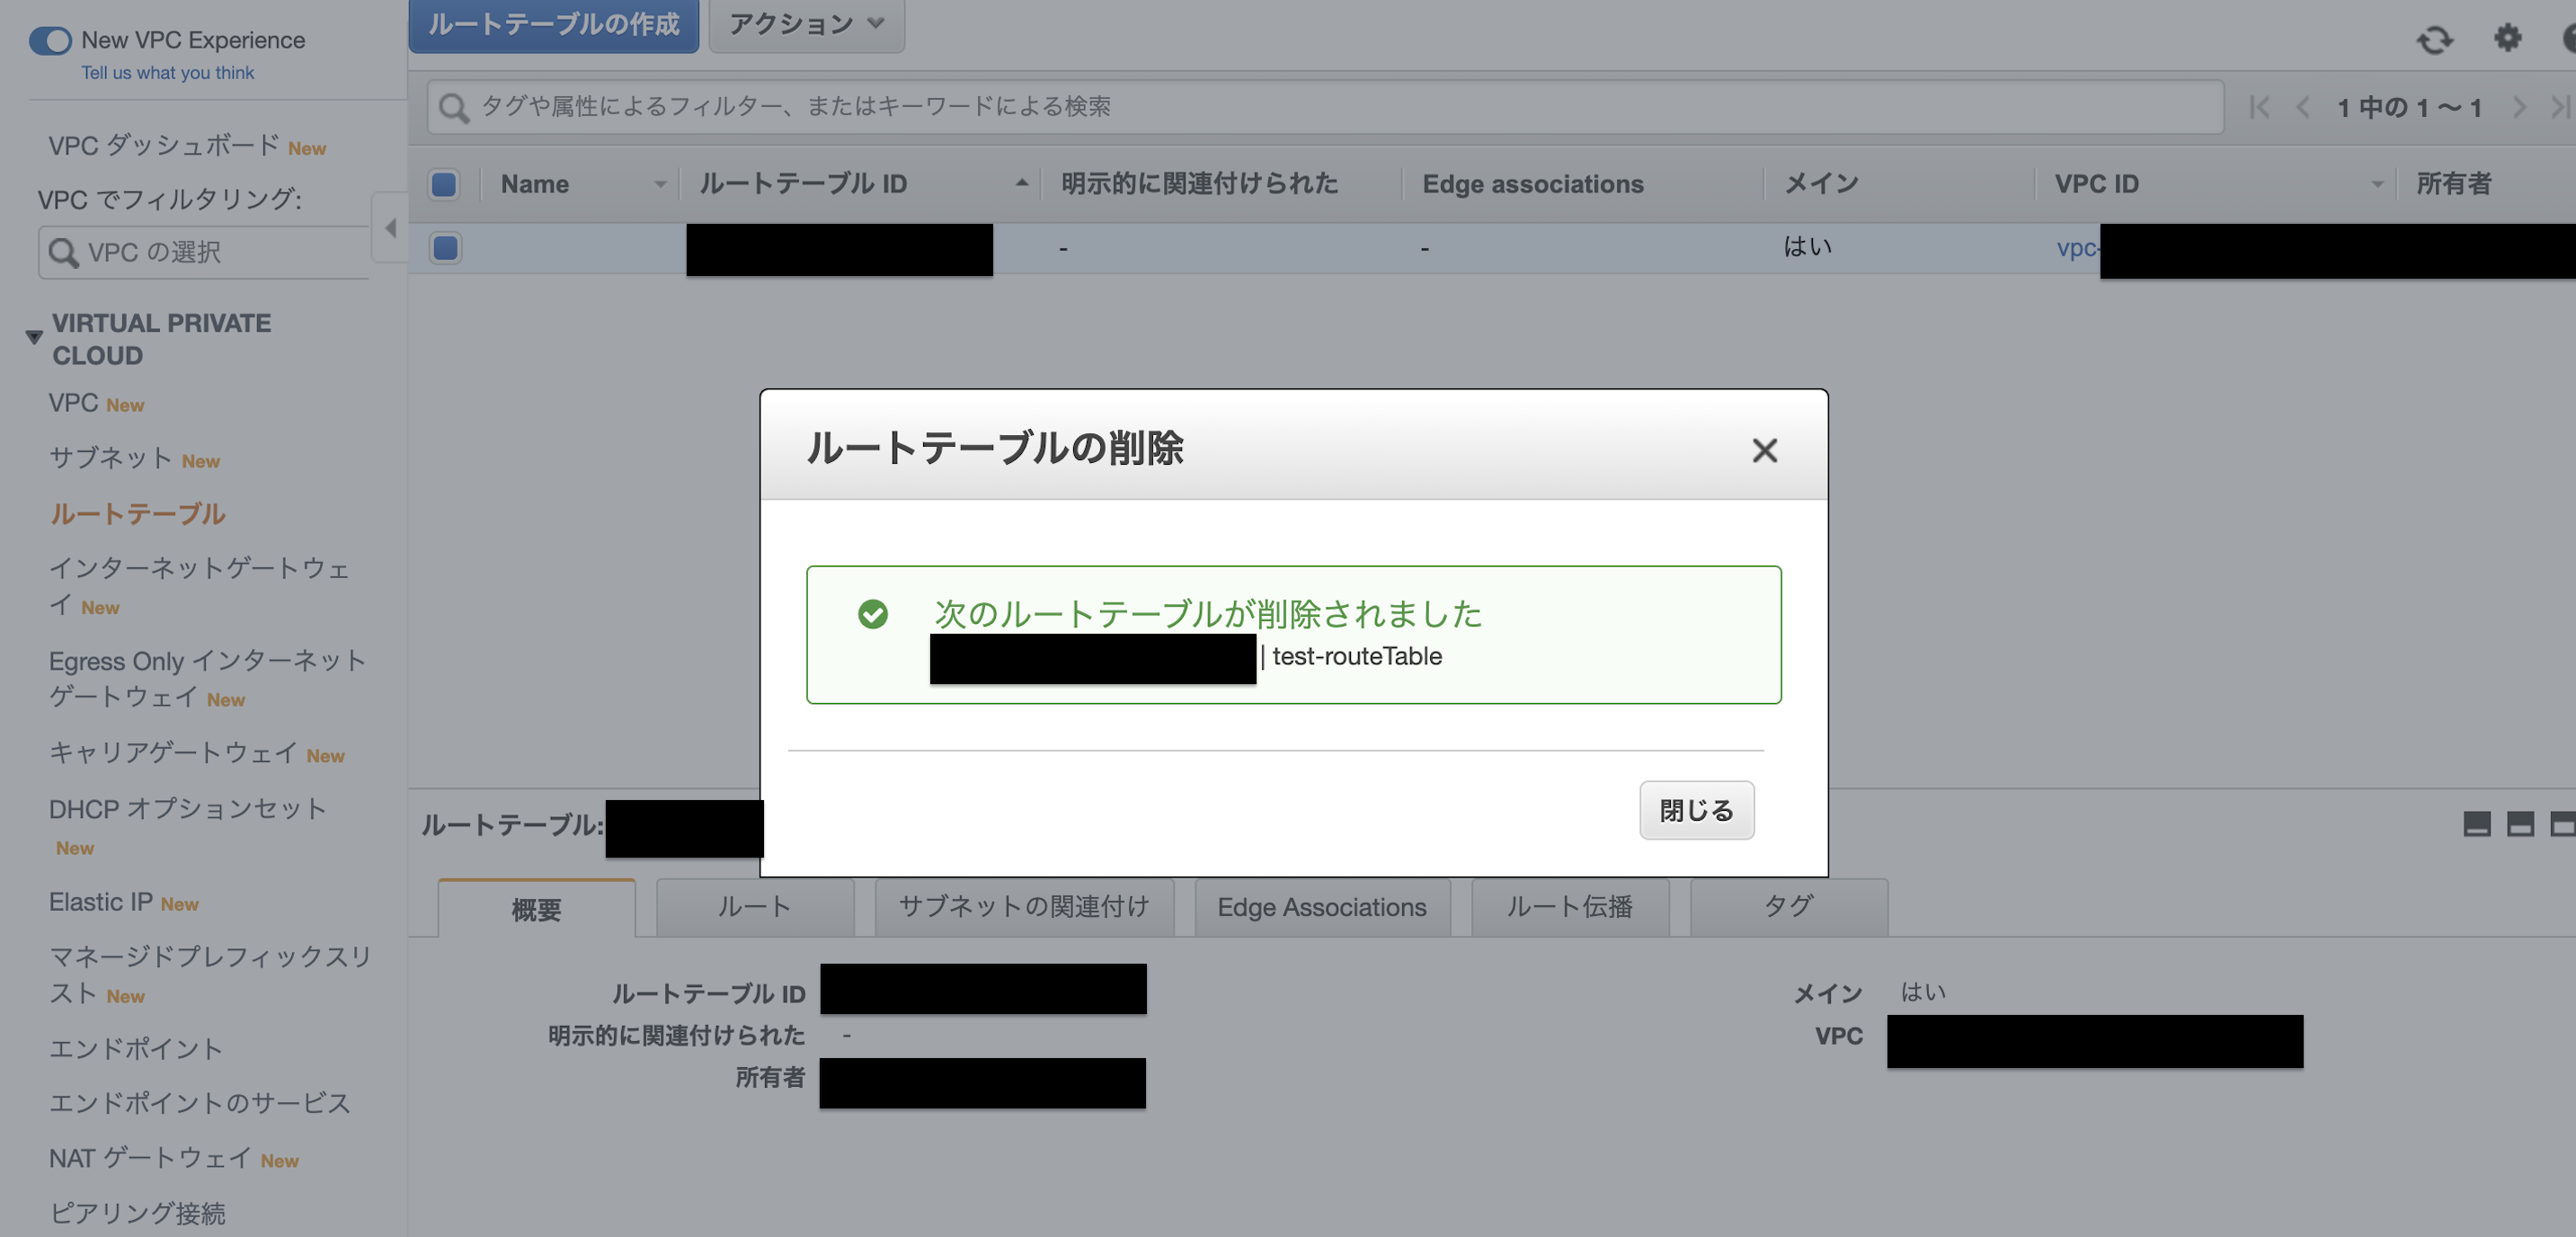 New VPC Experience
Tell us what you think
VPC ダッシュボード New
VPC でフィルタリング:
VPC の選択
VIRTUAL PRIVATE
CLOUD
VPC New
サブネット New
ルートテーブル
インターネットゲートウェ
イ New
Egress Only インターネット
ゲートウェイ New
キャリアゲートウェイ New
DHCP オプションセット
New
Elastic IP New
マネージドプレフィックスリ
スト New
エンドポイント
エンドポイントのサービス
NAT ゲートウェイ New
ピアリング接続
ルートテーブルの作成 アクション
タグや属性によるフィルター、またはキーワードによる検索
1 中の 1 〜 1
Name ルートテーブル ID 明示的に関連付けられた Edge associations メイン VPC ID 所有者
- - はい vpc-
ルートテーブルの削除
次のルートテーブルが削除されました
| test-routeTable
閉じる
ルートテーブル:
概要 ルート サブネットの関連付け Edge Associations ルート伝播 タグ
ルートテーブル ID メイン はい
明示的に関連付けられた - VPC
所有者